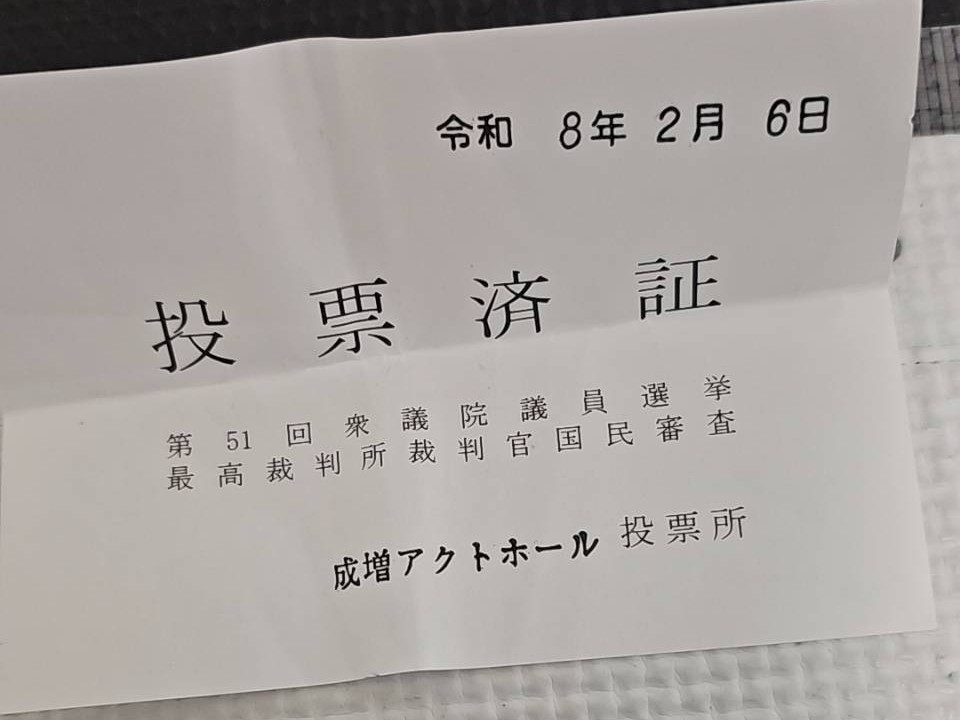 令和 8年 2月 6日
投票済証
第51回衆議院議員選挙
最高裁判所裁判官国民審査
成増アクトホール 投票所